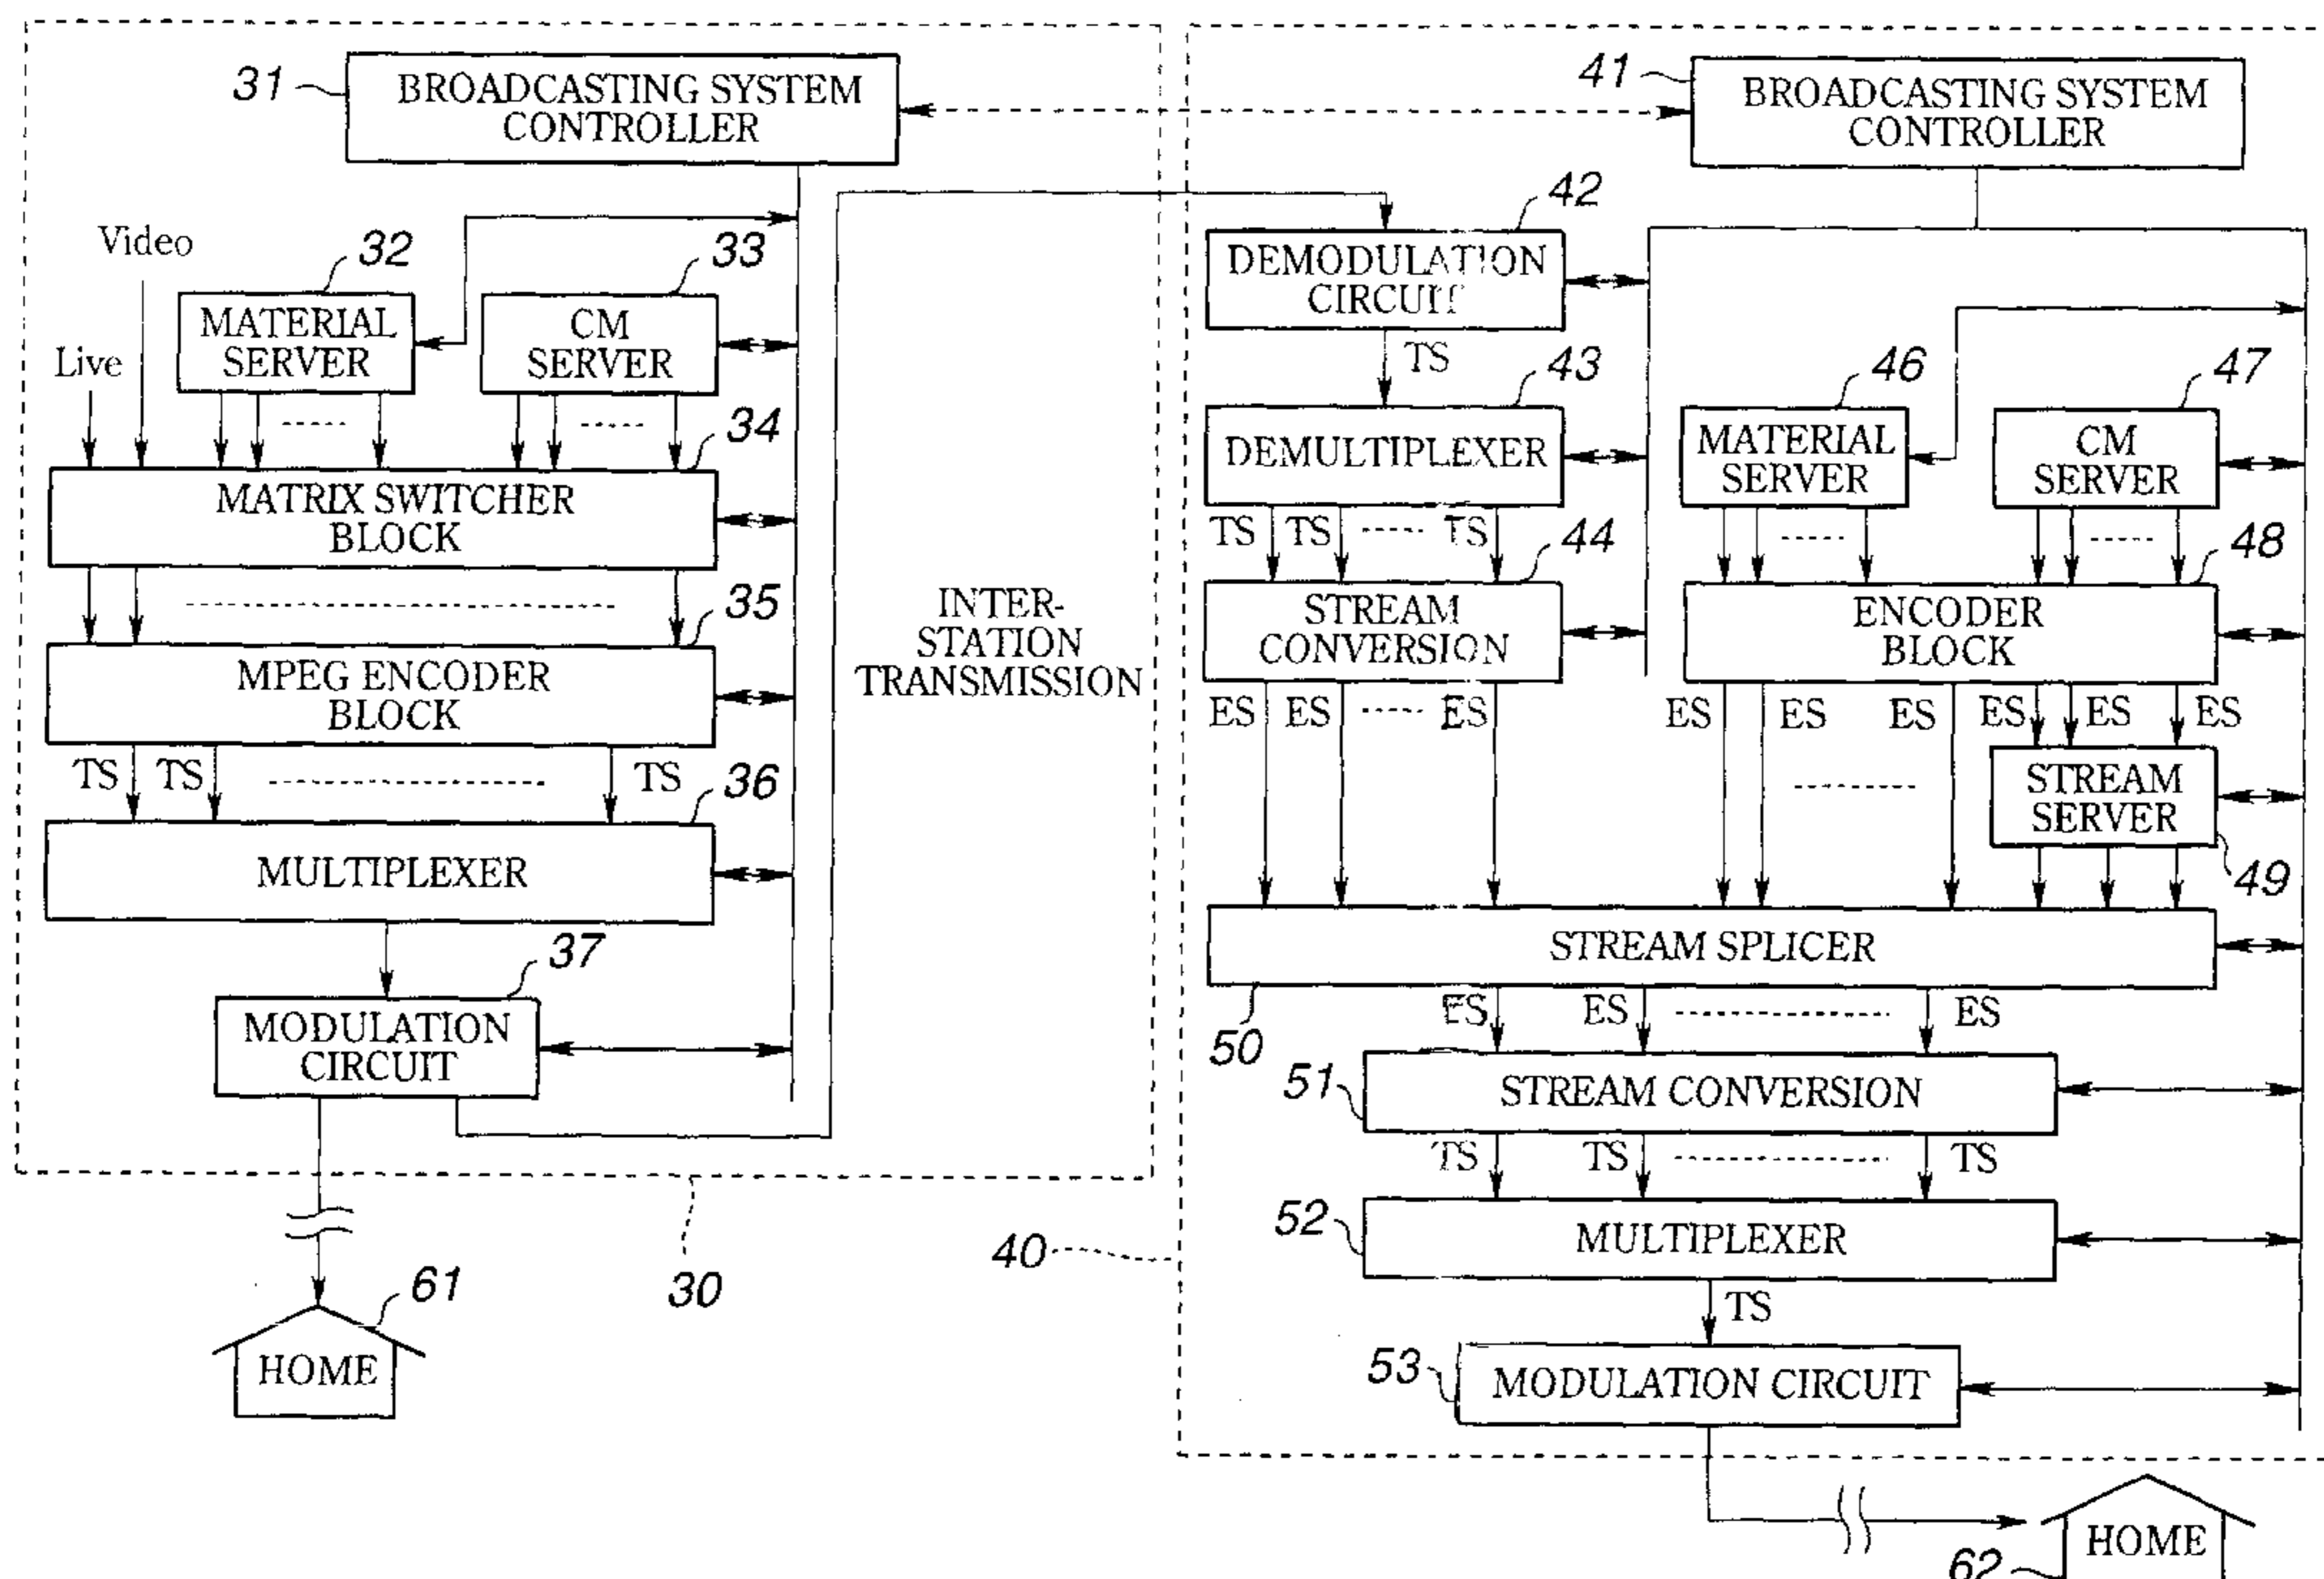 31
BROADCASTING SYSTEM
CONTROLLER
Video
Live
32
MATERIAL
SERVER
33
CM
SERVER
34
MATRIX SWITCHER
BLOCK
35
MPEG ENCODER
BLOCK
TS TS TS
36
MULTIPLEXER
37
MODULATION
CIRCUIT
INTER-
STATION
TRANSMISSION
30
61
HOME
41
BROADCASTING SYSTEM
CONTROLLER
42
DEMODULATION
CIRCUIT
TS
43
DEMULTIPLEXER
TS TS TS
44
STREAM
CONVERSION
ES ES ES
46
MATERIAL
SERVER
47
CM
SERVER
48
ENCODER
BLOCK
ES ES ES ES ES ES
STREAM
SERVER
49
STREAM SPLICER
50
ES ES ES
51
STREAM CONVERSION
TS TS TS
52
MULTIPLEXER
TS
53
MODULATION CIRCUIT
40
HOME
62